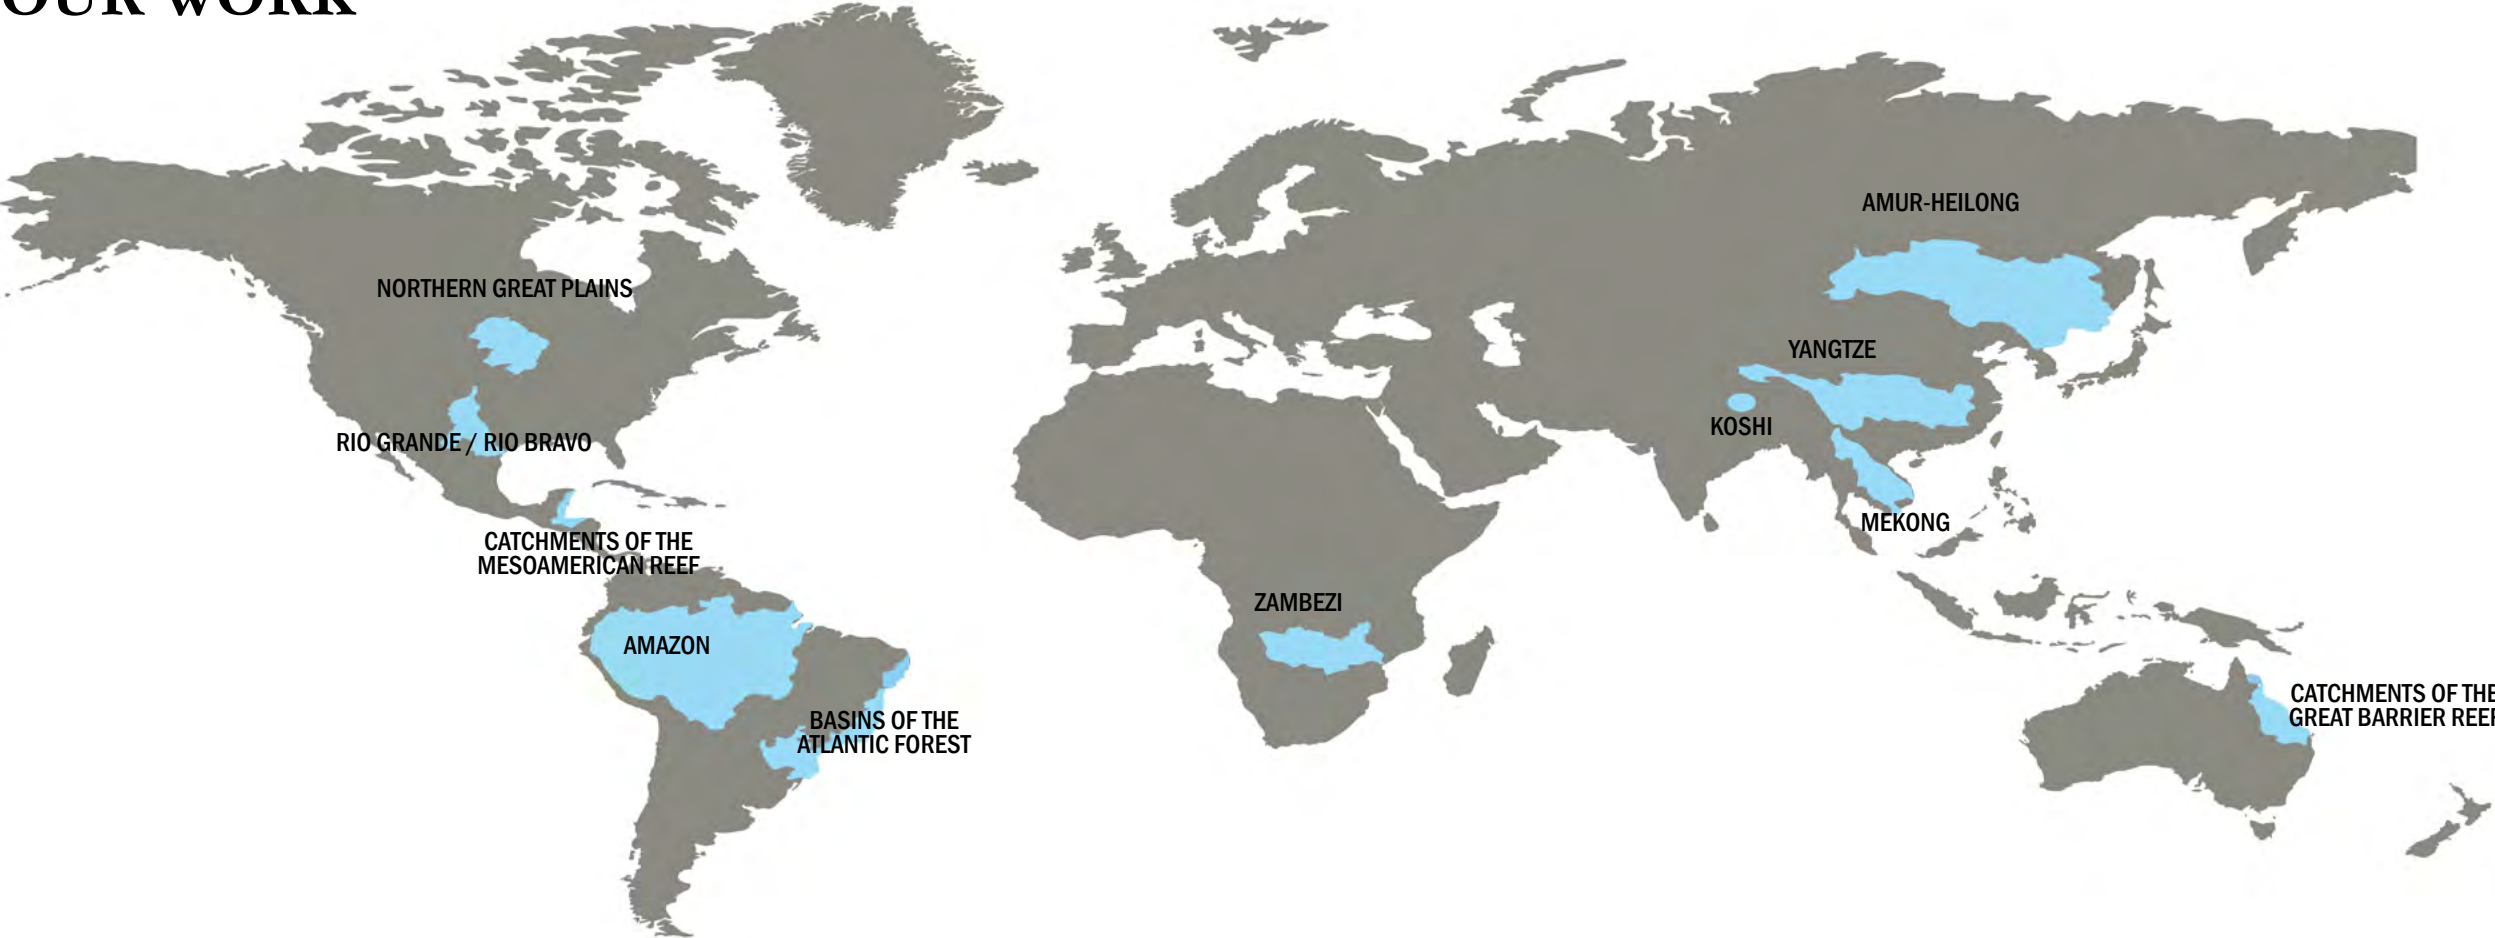 OUR WORK
AMUR-HEILONG
NORTHERN GREAT PLAINS
YANGTZE
KOSHI
RIO GRANDE / RIO BRAVO
MEKONG
CATCHMENTS OF THE
MESOAMERICAN REEF
ZAMBEZI
AMAZON
CATCHMENTS OF THE
GREAT BARRIER REEF
BASINS OF THE
ATLANTIC FOREST